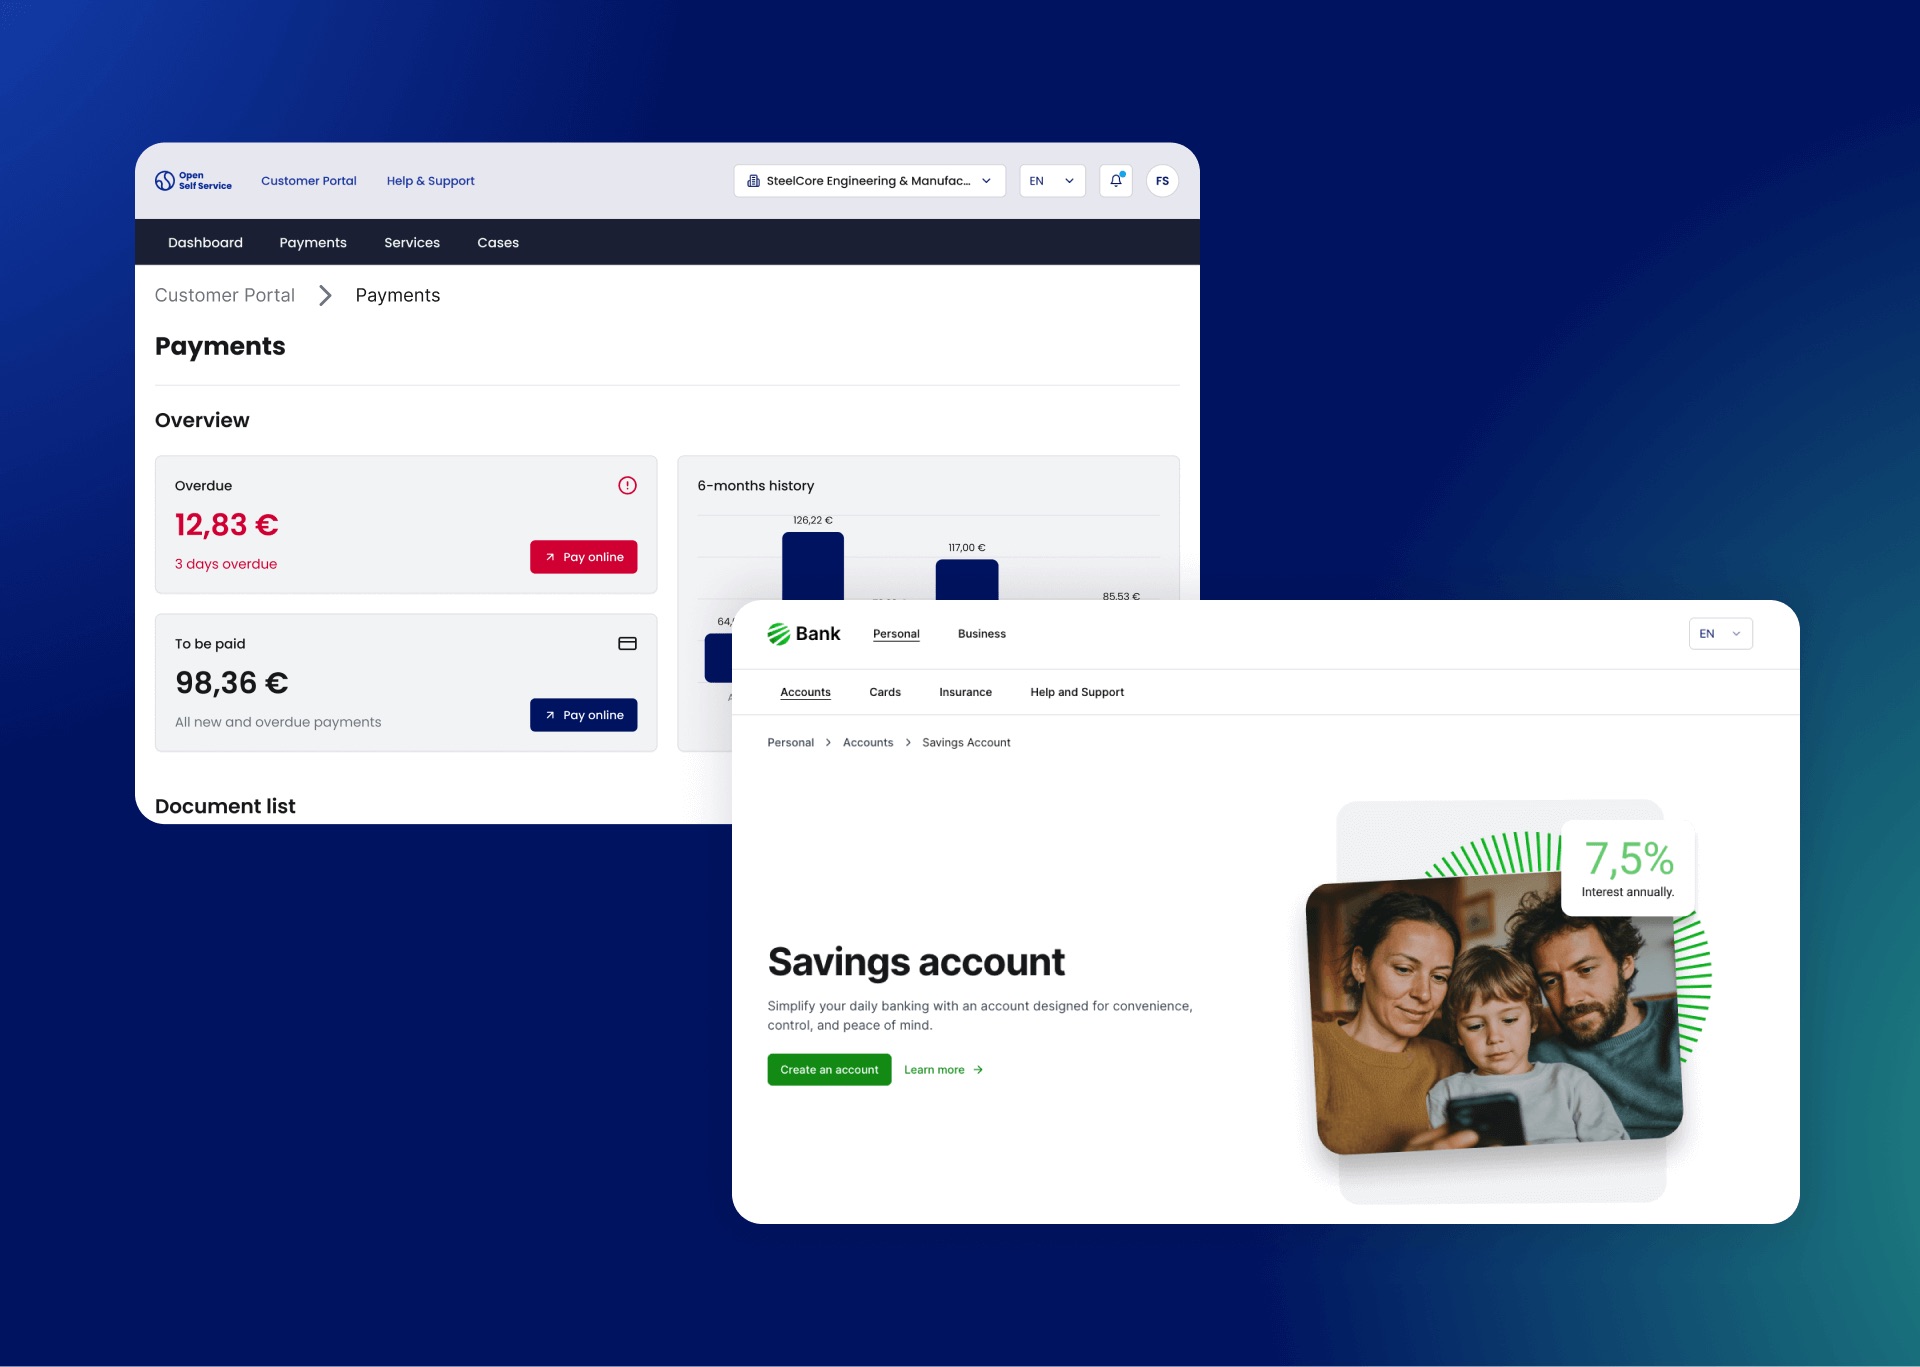 Open
Self Service
Customer Portal
Help & Support
SteelCore Engineering & Manufac...
EN
FS
Dashboard
Payments
Services
Cases
Customer Portal
Payments
Payments
Overview
Overdue
12,83 €
3 days overdue
Pay online
To be paid
98,36 €
All new and overdue payments
Pay online
6-months history
126,22 €
117,00 €
85,53 €
64,
Document list
Bank
Personal
Business
EN
Accounts
Cards
Insurance
Help and Support
Personal
Accounts
Savings Account
7,5%
Interest annually.
Savings account
Simplify your daily banking with an account designed for convenience,
control, and peace of mind.
Create an account
Learn more